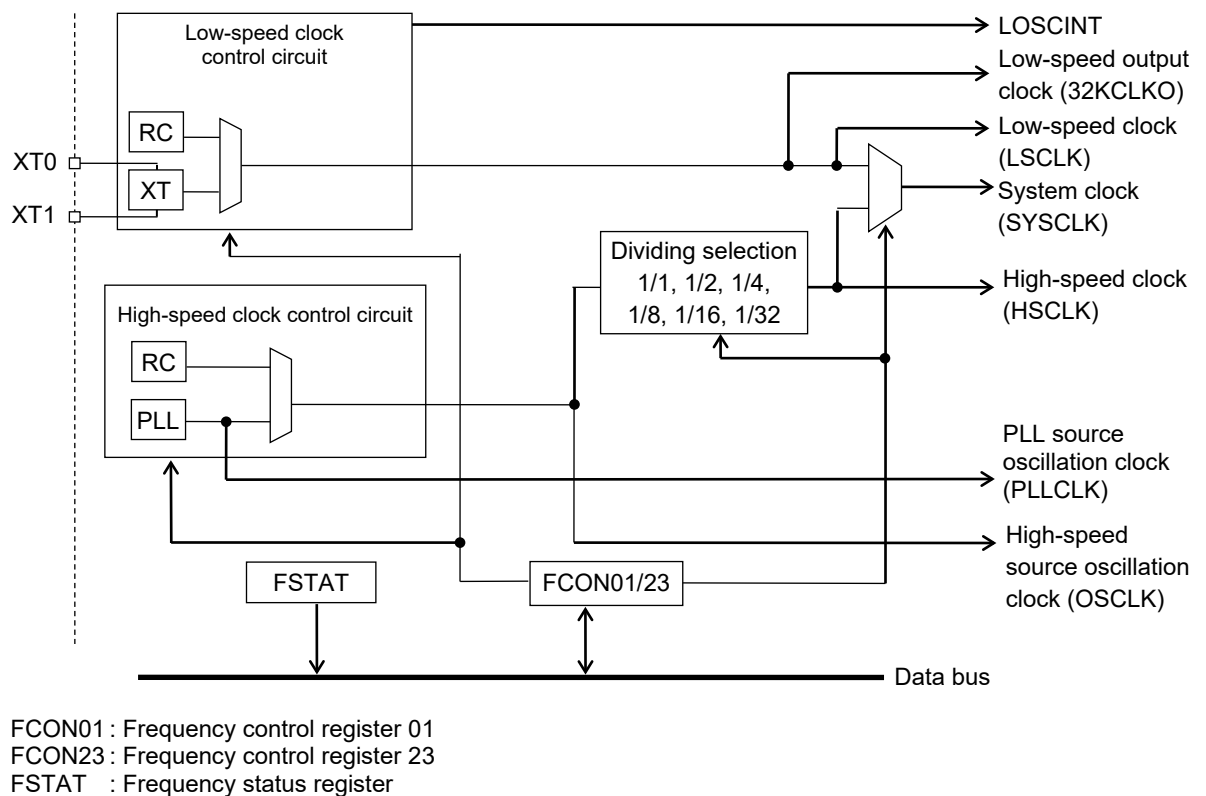 Low-speed clock
control circuit
RC
XT
XT0
XT1
LOSCINT
Low-speed output
clock (32KCLKO)
Low-speed clock
(LSCLK)
System clock
(SYSCLK)
Dividing selection
1/1, 1/2, 1/4,
1/8, 1/16, 1/32
High-speed clock
(HSCLK)
High-speed clock control circuit
RC
PLL
PLL source
oscillation clock
(PLLCLK)
High-speed
source oscillation
clock (OSCLK)
FSTAT
FCON01/23
Data bus
FCON01 : Frequency control register 01
FCON23 : Frequency control register 23
FSTAT : Frequency status register